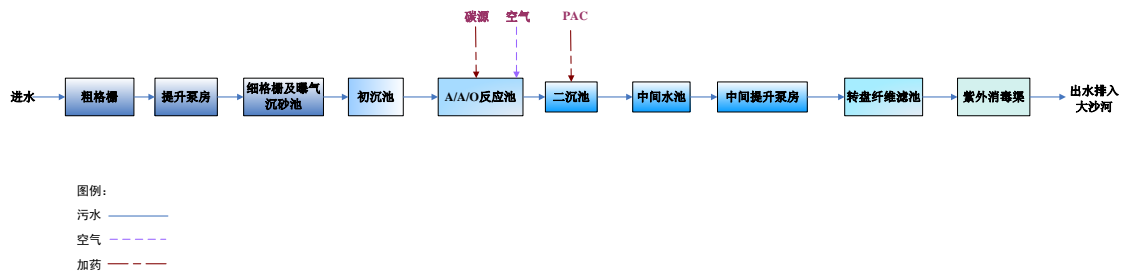 碳源
空气
PAC
进水
粗格栅
提升泵房
细格栅及曝气
沉砂池
初沉池
A/A/O反应池
二沉池
中间水池
中间提升泵房
转盘纤维滤池
紫外消毒渠
出水排入
大沙河
图例：
污水
空气
加药